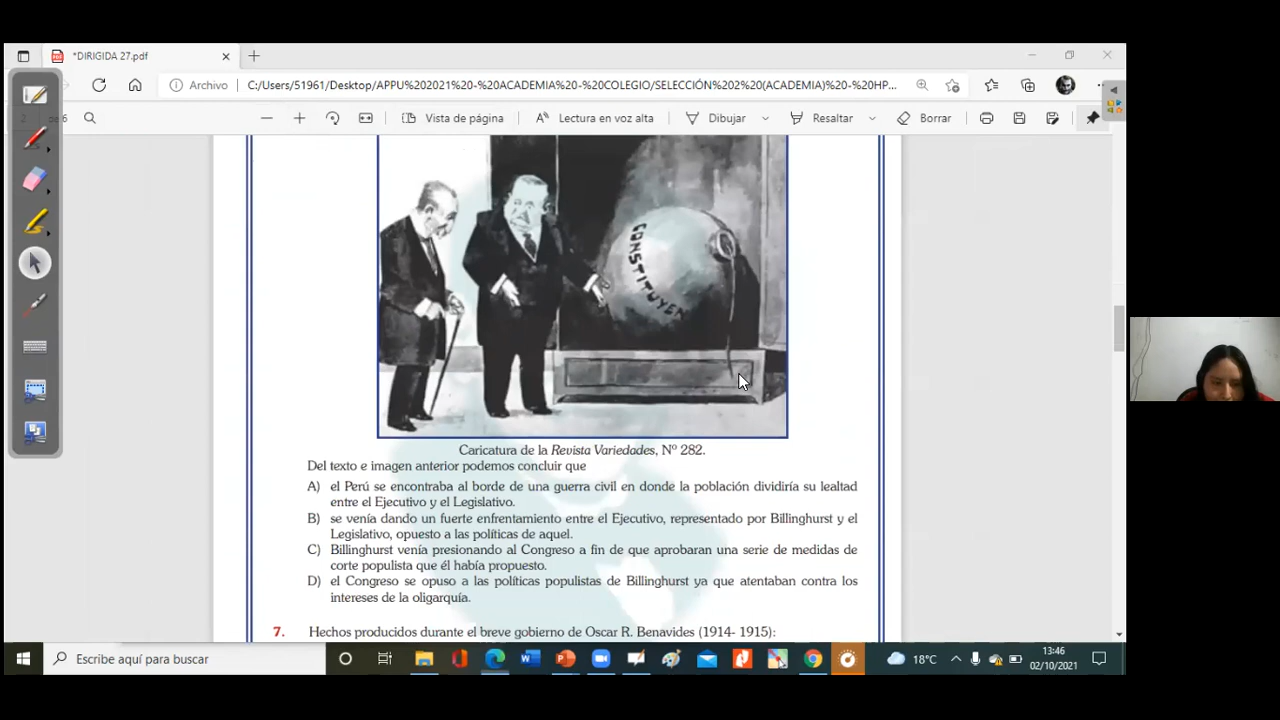 *DIRIGIDA 27.pdf
Archivo
C:/Users/51961/Desktop/APPU%202021%20-%20ACADEMIA%20-%20COLEGIO/SELECCIÓN%202%20(ACADEMIA)%20-%20HP...
2 de 6
Vista de página
Lectura en voz alta
Dibujar
Resaltar
Borrar
CONSTITUYEN
Caricatura de la Revista Variedades, Nº 282.
Del texto e imagen anterior podemos concluir que
A) el Perú se encontraba al borde de una guerra civil en donde la población dividiría su lealtad
entre el Ejecutivo y el Legislativo.
B) se venía dando un fuerte enfrentamiento entre el Ejecutivo, representado por Billinghurst y el
Legislativo, opuesto a las políticas de aquel.
C) Billinghurst venía presionando al Congreso a fin de que aprobaran una serie de medidas de
corte populista que él había propuesto.
D) el Congreso se opuso a las políticas populistas de Billinghurst ya que atentaban contra los
intereses de la oligarquía.
7. Hechos producidos durante el breve gobierno de Oscar R. Benavides (1914- 1915):
Escribe aquí para buscar
18°C
13:46
02/10/2021